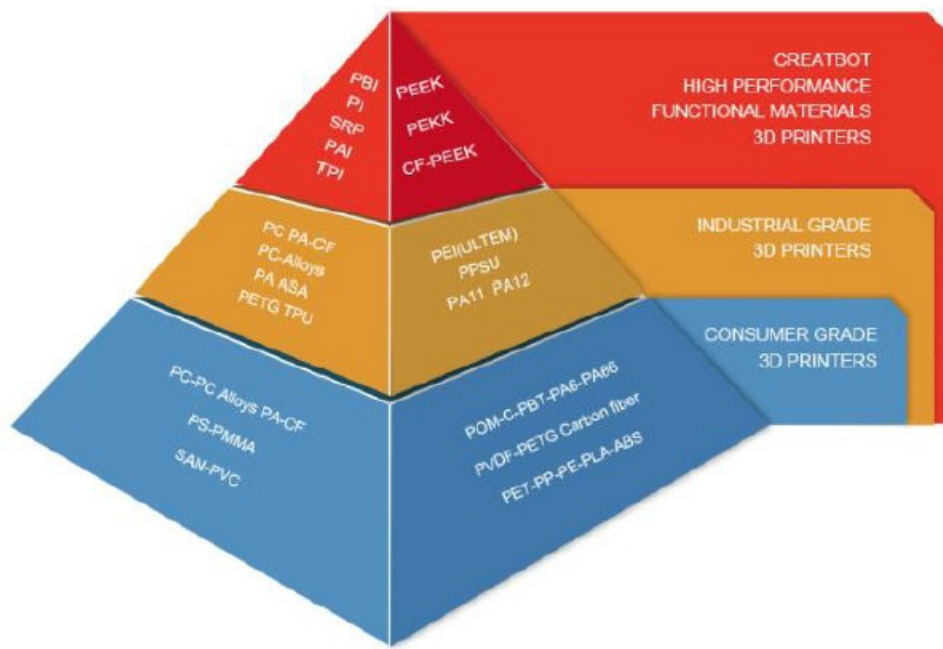 PBI
PI
SRP
PAI
TPI
PEEK
PEKK
CF-PEEK
CREATBOT
HIGH PERFORMANCE
FUNCTIONAL MATERIALS
3D PRINTERS
PC PA-CF
PC-Alloys
PA ASA
PETG TPU
PEI(ULTEM)
PPSU
PA11 PA12
INDUSTRIAL GRADE
3D PRINTERS
PC-PC Alloys PA-CF
PS-PMMA
SAN-PVC
POM-C-PBT-PA6-PA66
PVDF-PETG Carbon fiber
PET-PP-PE-PLA-ABS
CONSUMER GRADE
3D PRINTERS